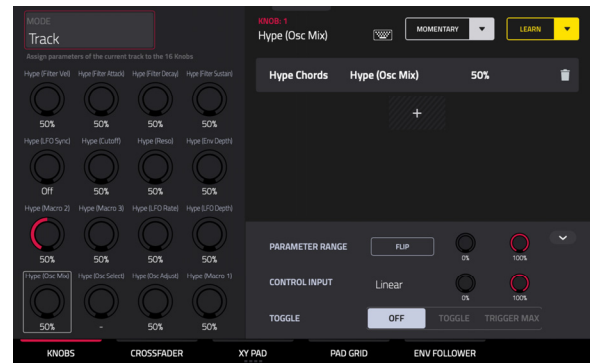 MODE
Track
Assign parameters of the current track to the 16 Knobs
Hype (Filter Vel) Hype (Filter Attack) Hype (Filter Decay) Hype (Filter Sustain)
50% 50% 50% 50%
Hype (LFO Sync) Hype (Cutoff) Hype (Reso) Hype (Env Depth)
Off 50% 50% 50%
Hype (Macro 2) Hype (Macro 3) Hype (LFO Rate) Hype (LFO Depth)
50% 50% 50% 50%
Hype (Osc Mix) Hype (Osc Select) Hype (Osc Adjust) Hype (Macro 1)
50% - 50% 50%
KNOB: 1
Hype (Osc Mix) MOMENTARY LEARN
Hype Chords Hype (Osc Mix) 50%
+
PARAMETER RANGE FLIP 0% 100%
CONTROL INPUT Linear 0% 100%
TOGGLE OFF TOGGLE TRIGGER MAX
KNOBS CROSSFADER XY PAD PAD GRID ENV FOLLOWER